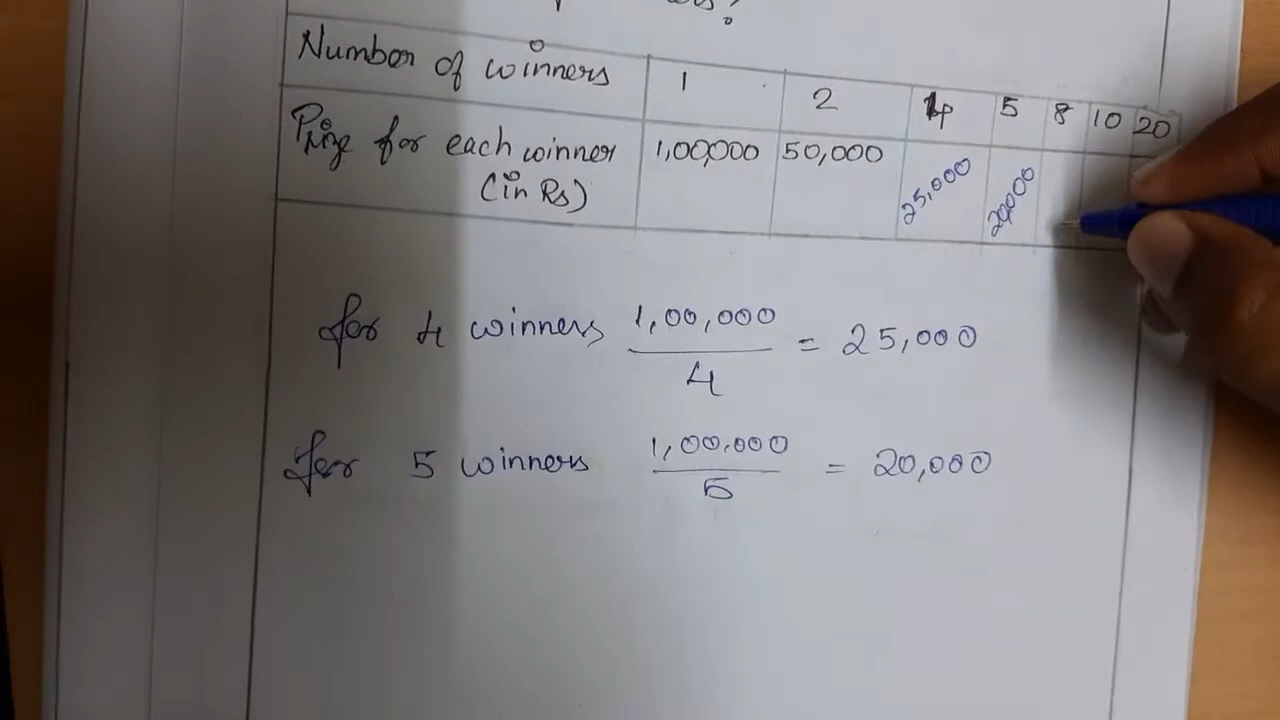 Number of winners 1 2 4 5 8 10 20
Prize for each winner 1,00,000 50,000 25,000 20,000
(in Rs)
for 4 winners 1,00,000 / 4 = 25,000
for 5 winners 1,00,000 / 5 = 20,000